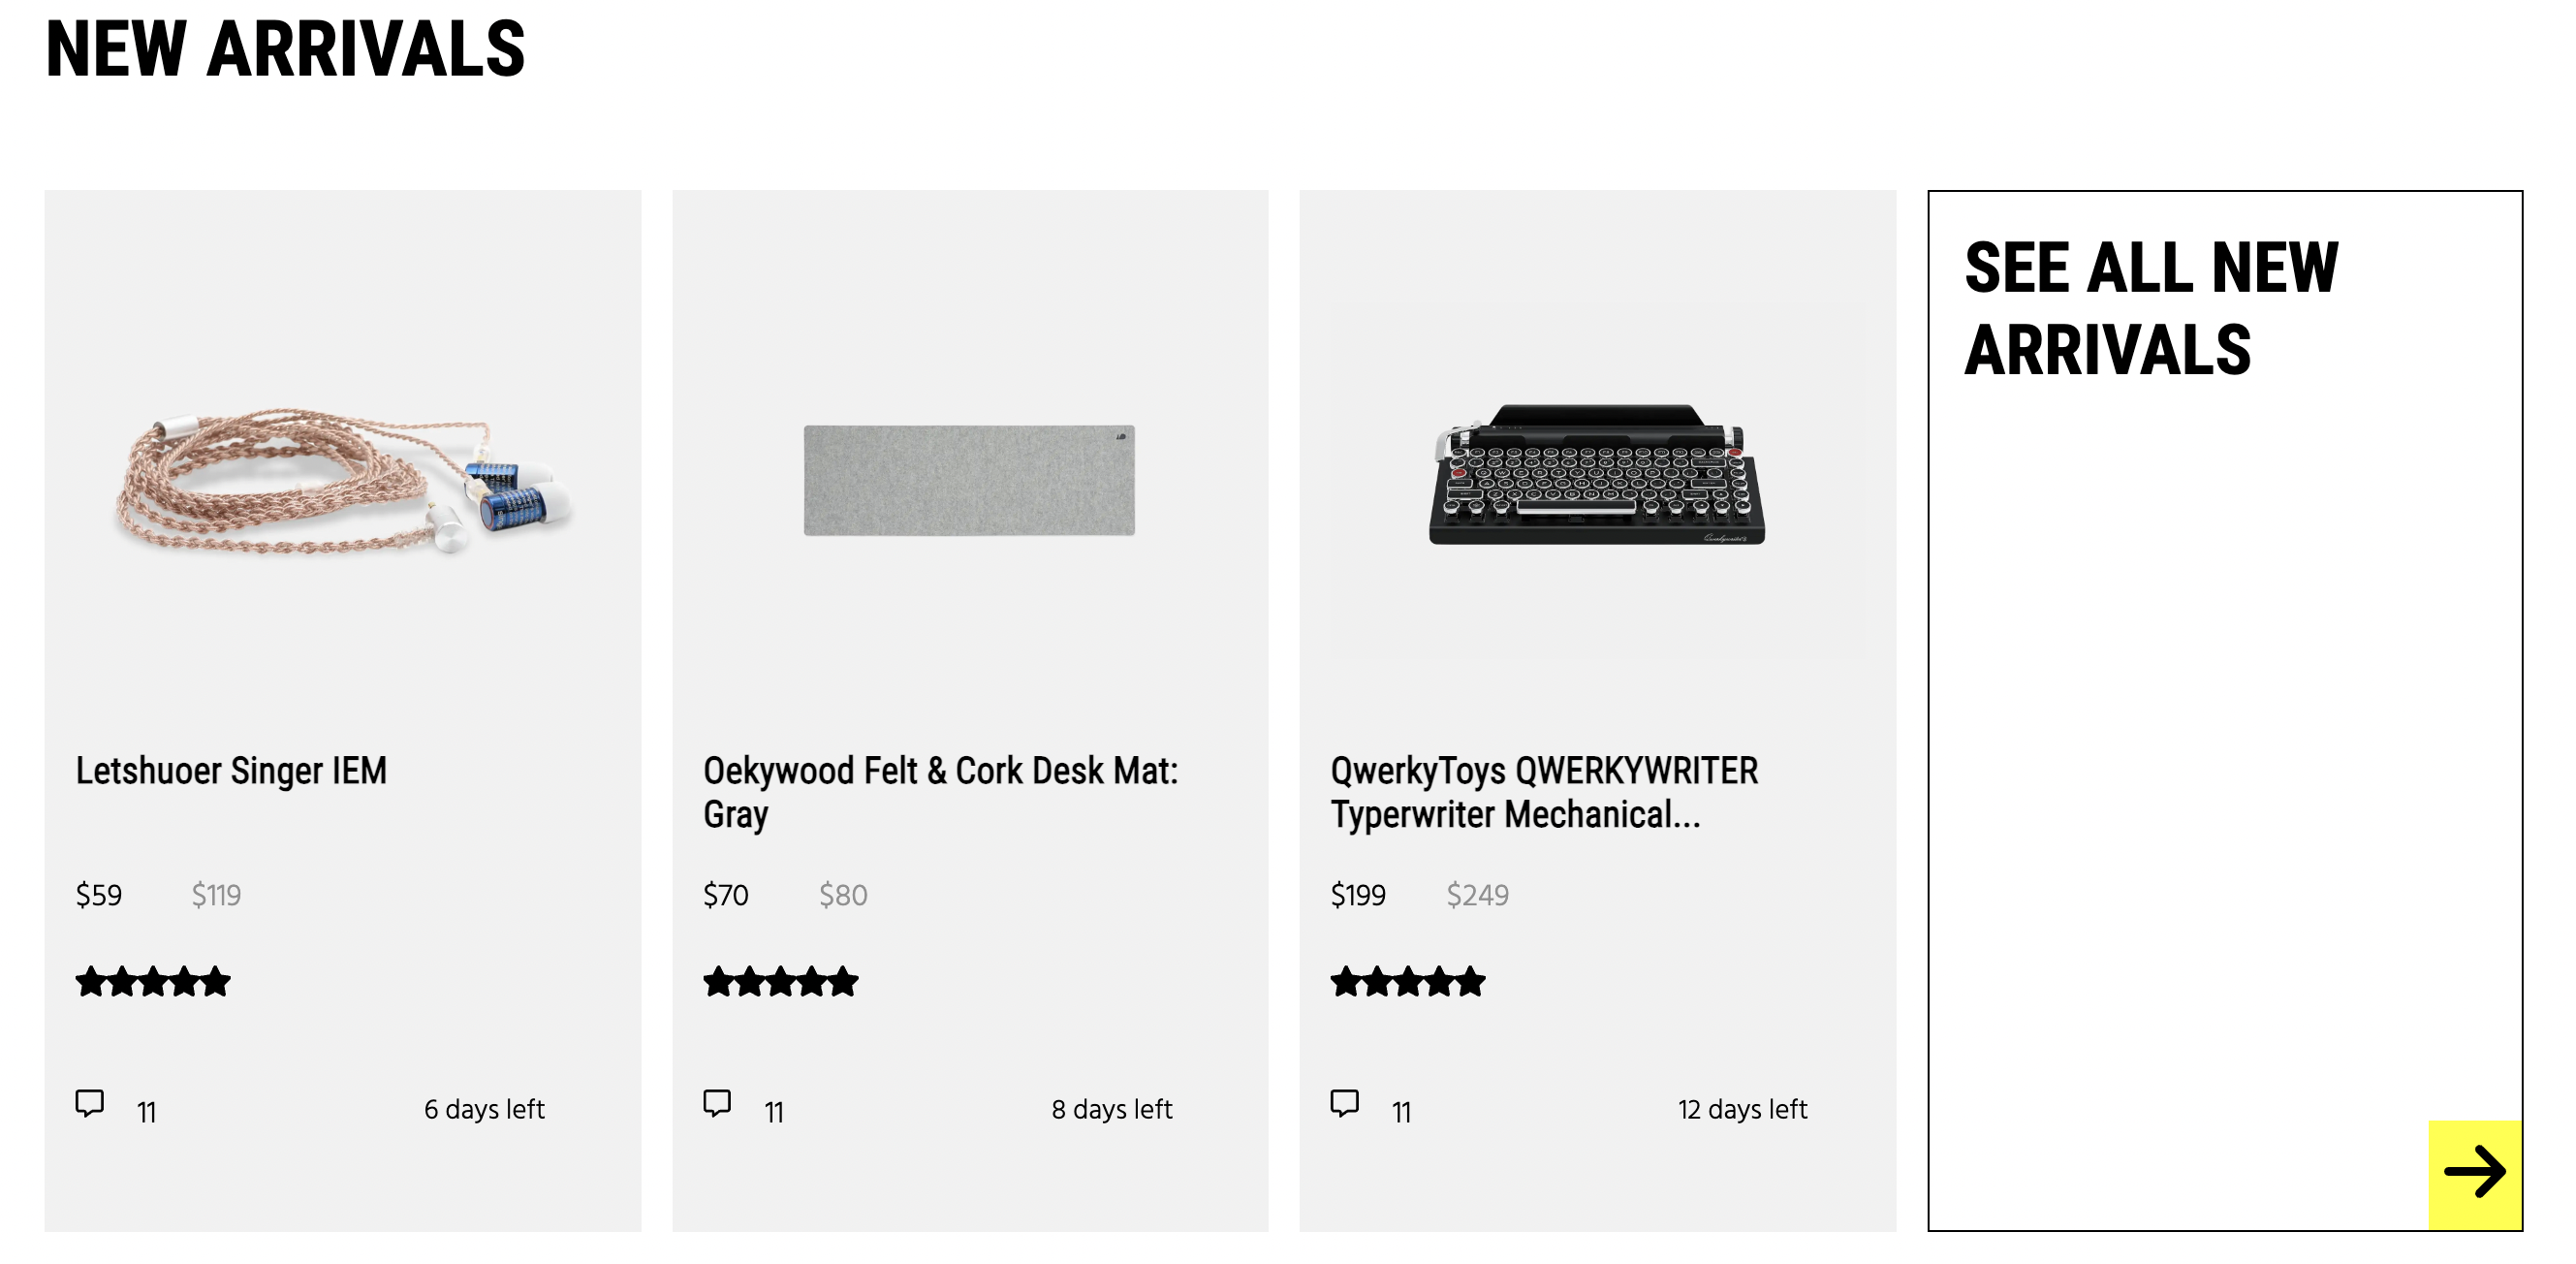 NEW ARRIVALS
Letshuoer Singer IEM
$59 $119
11 6 days left
Oekywood Felt & Cork Desk Mat:
Gray
$70 $80
11 8 days left
QwerkyToys QWERKYWRITER
Typerwriter Mechanical...
$199 $249
11 12 days left
SEE ALL NEW
ARRIVALS